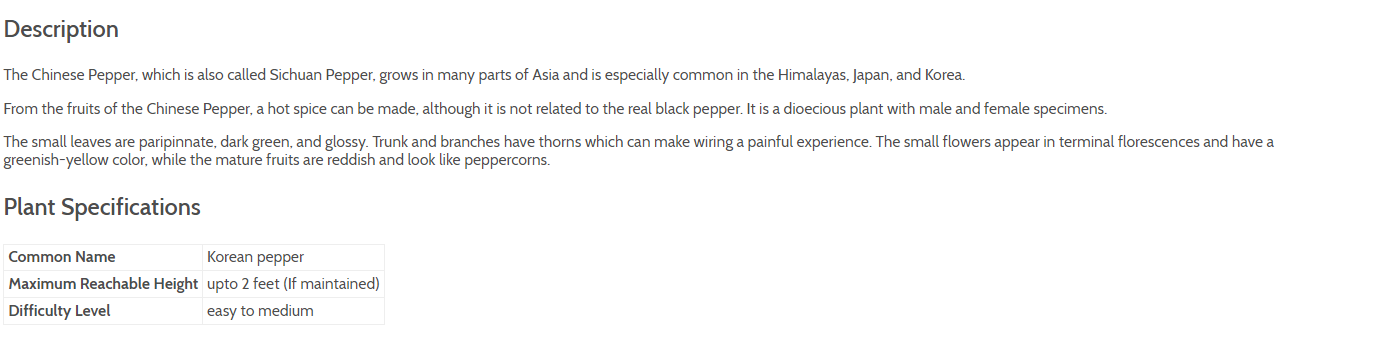 Description
The Chinese Pepper, which is also called Sichuan Pepper, grows in many parts of Asia and is especially common in the Himalayas, Japan, and Korea.
From the fruits of the Chinese Pepper, a hot spice can be made, although it is not related to the real black pepper. It is a dioecious plant with male and female specimens.
The small leaves are paripinnate, dark green, and glossy. Trunk and branches have thorns which can make wiring a painful experience. The small flowers appear in terminal florescences and have a
greenish-yellow color, while the mature fruits are reddish and look like peppercorns.
Plant Specifications
Common Name Korean pepper
Maximum Reachable Height upto 2 feet (If maintained)
Difficulty Level easy to medium